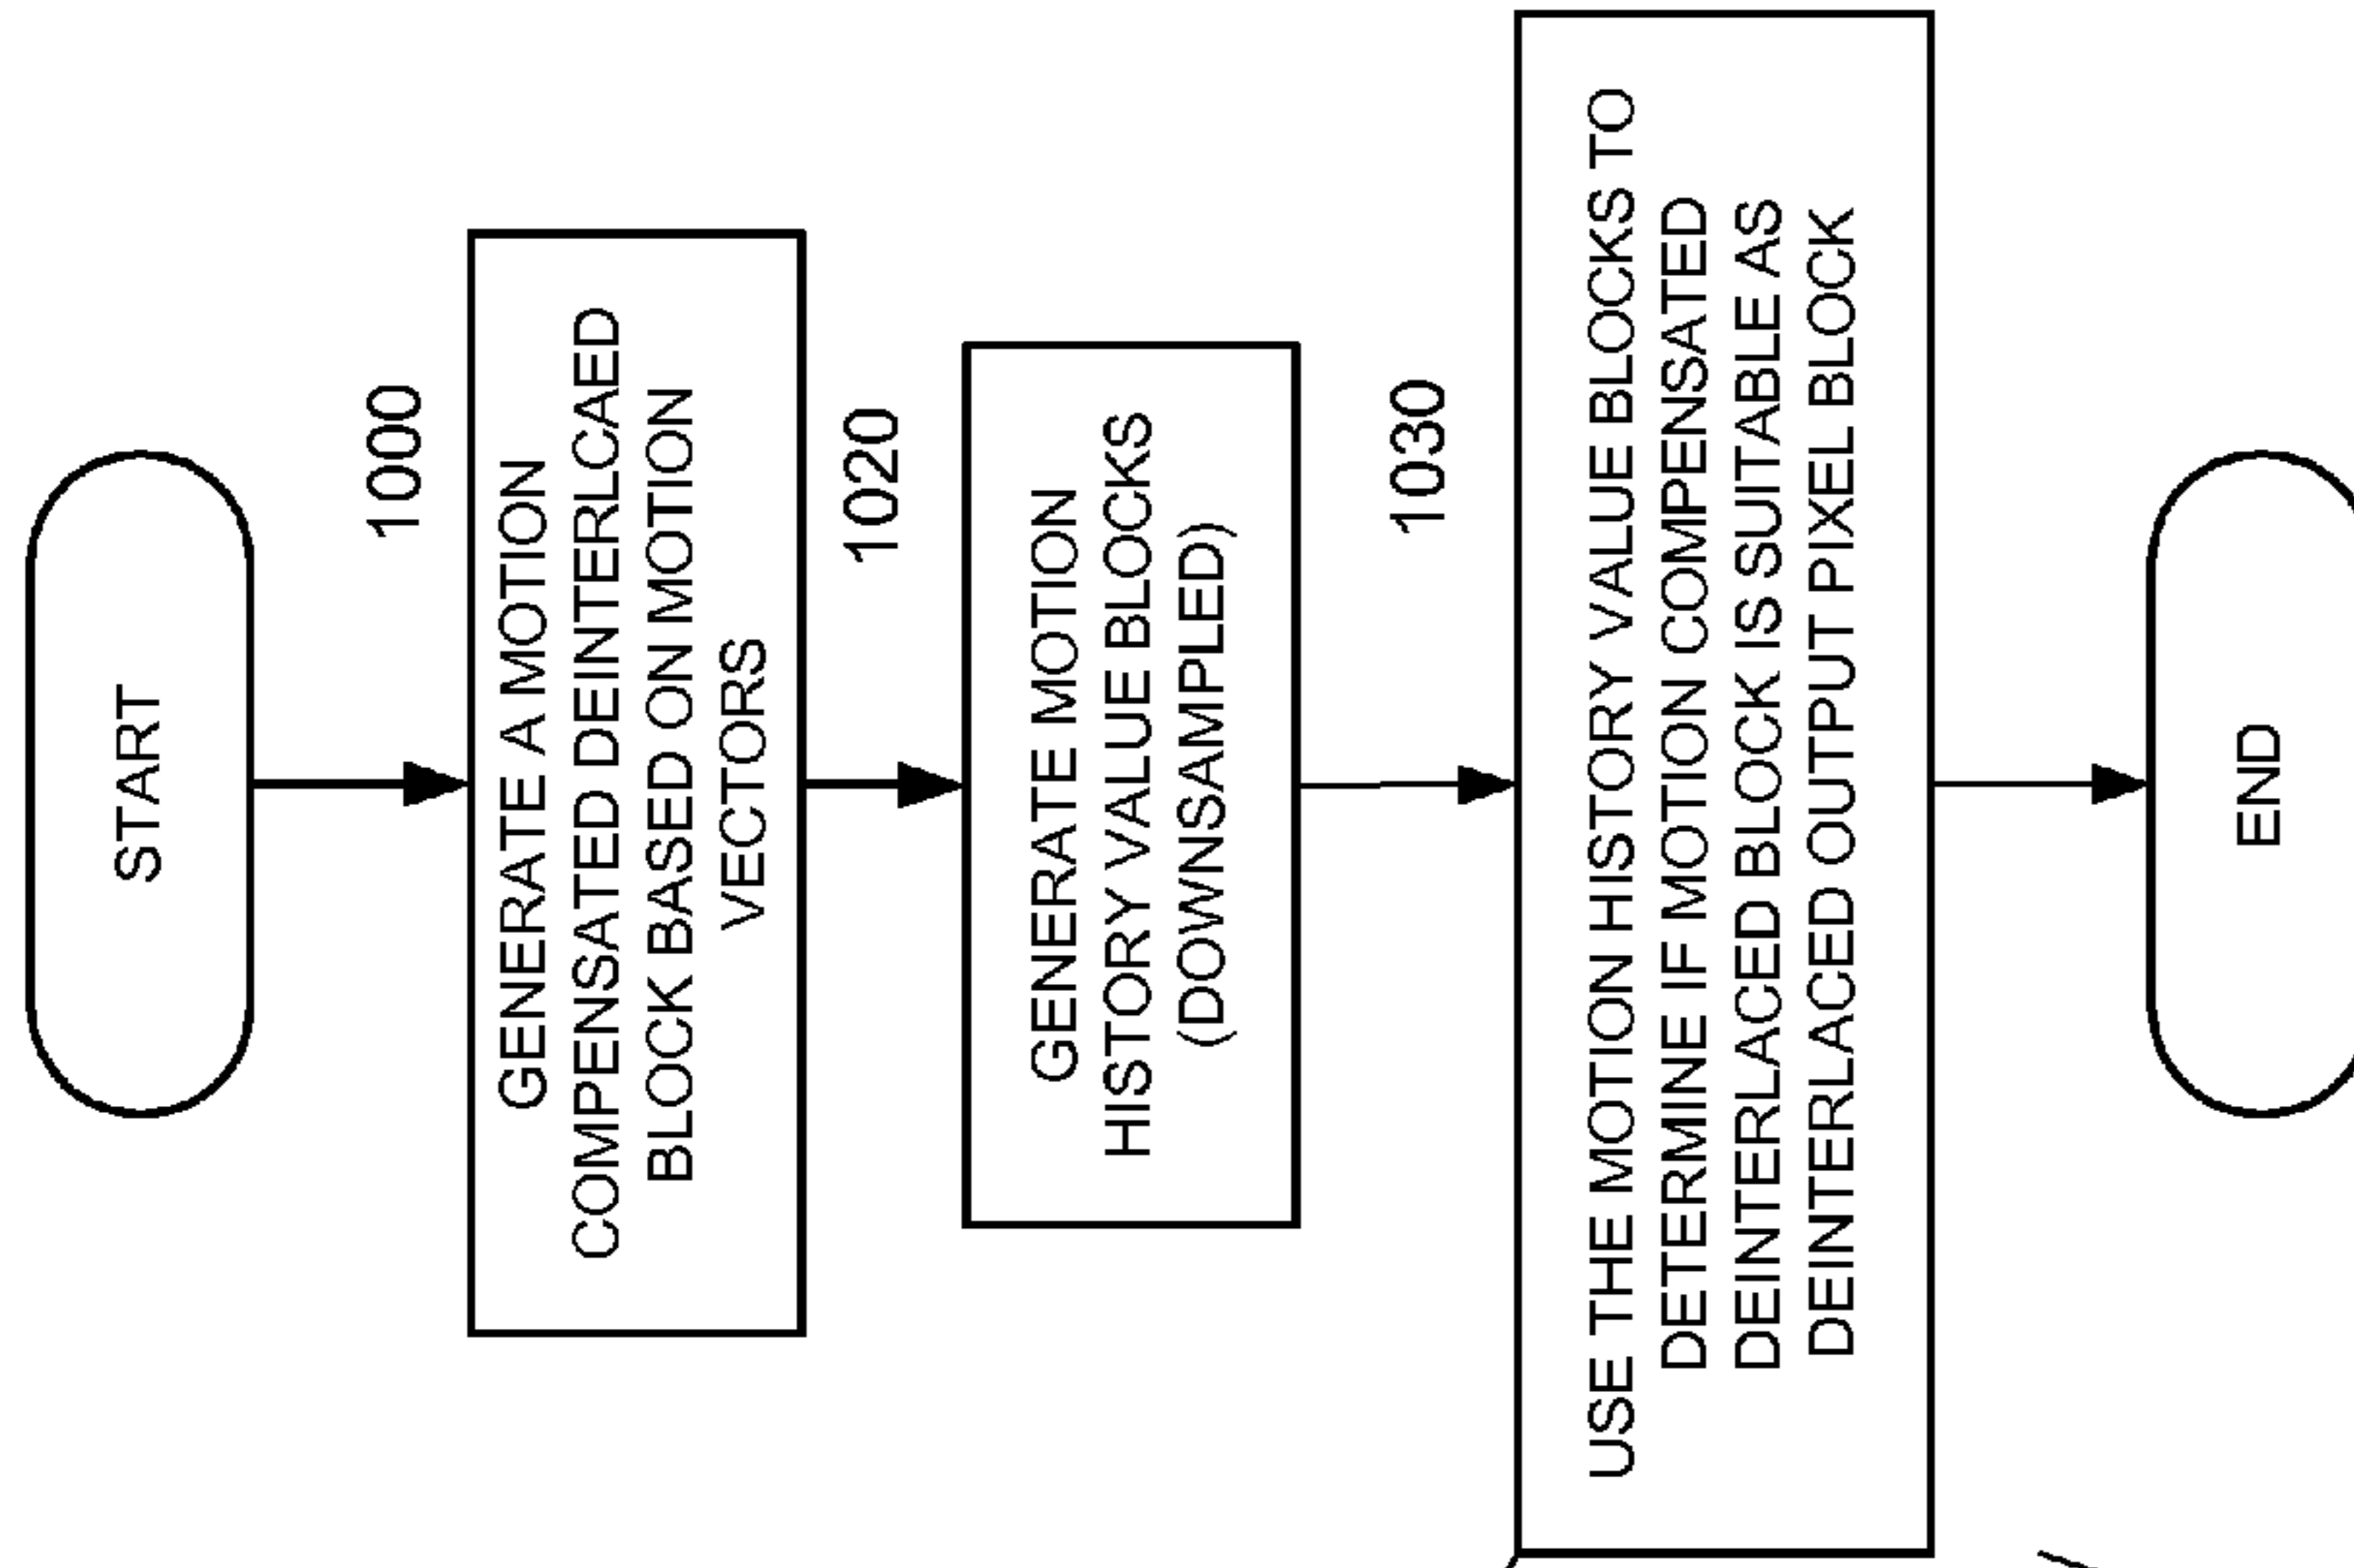 START
1000
GENERATE A MOTION
COMPENSATED DEINTERLCAED
BLOCK BASED ON MOTION
VECTORS
1020
GENERATE MOTION
HISTORY VALUE BLOCKS
(DOWNSAMPLED)
1030
USE THE MOTION HISTORY VALUE BLOCKS TO
DETERMINE IF MOTION COMPENSATED
DEINTERLACED BLOCK IS SUITABLE AS
DEINTERLACED OUTPUT PIXEL BLOCK
END